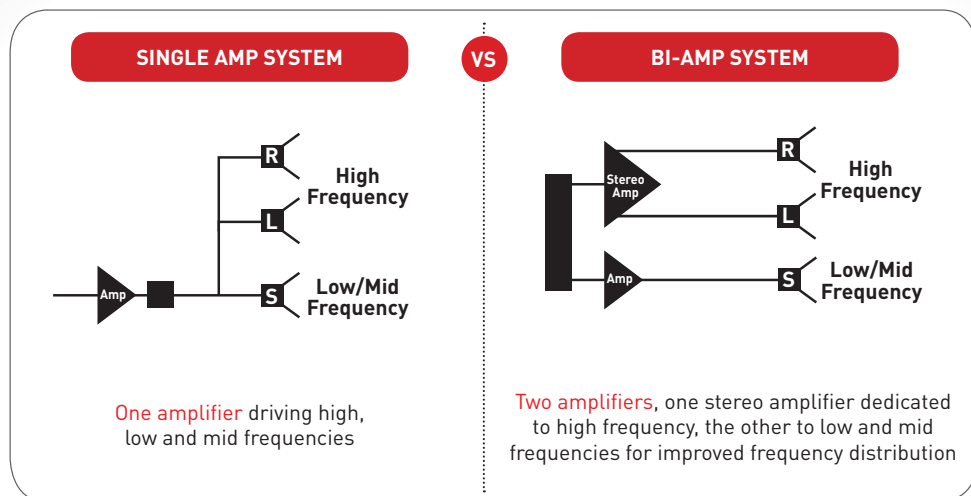 SINGLE AMP SYSTEM
VS
BI-AMP SYSTEM
R
High
Frequency
L
Amp
S
Low/Mid
Frequency
One amplifier driving high,
low and mid frequencies
R
Stereo
Amp
High
Frequency
L
Amp
S
Low/Mid
Frequency
Two amplifiers, one stereo amplifier dedicated
to high frequency, the other to low and mid
frequencies for improved frequency distribution